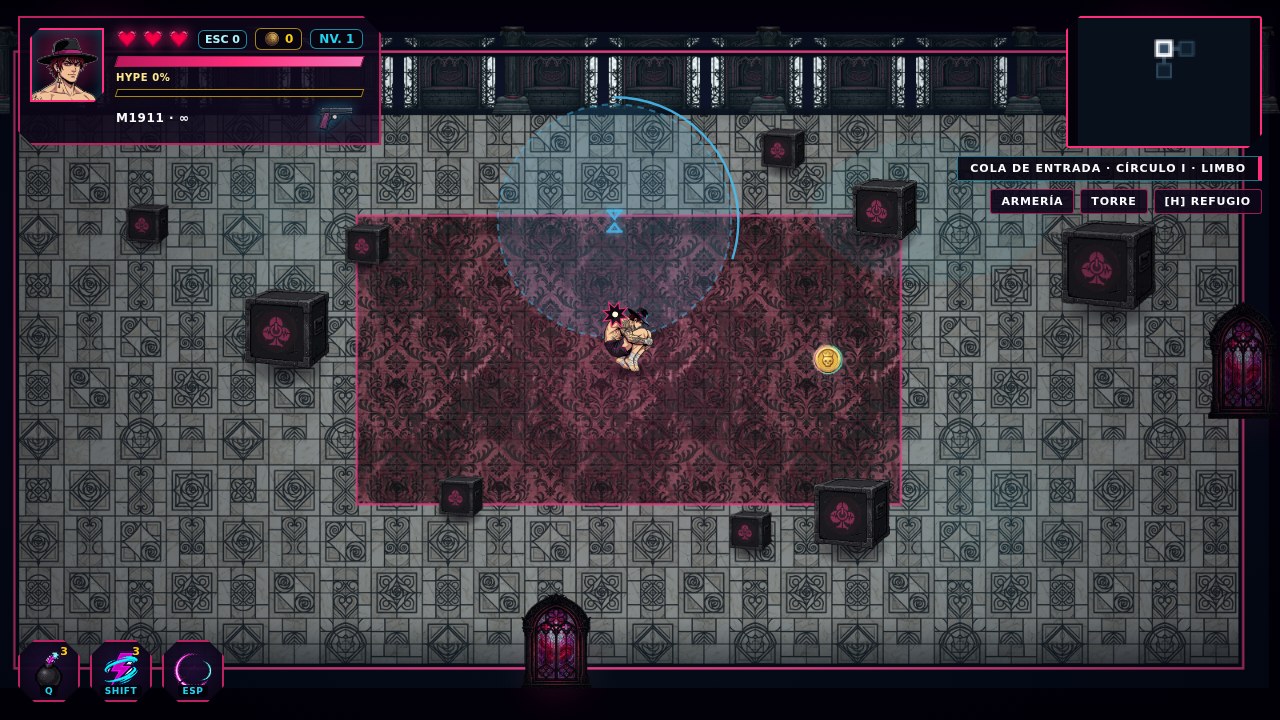 ESC 0
0
NV. 1
HYPE 0%
M1911 · ∞
COLA DE ENTRADA · CÍRCULO I · LIMBO
ARMERÍA
TORRE
[H] REFUGIO
3
Q
3
SHIFT
ESP